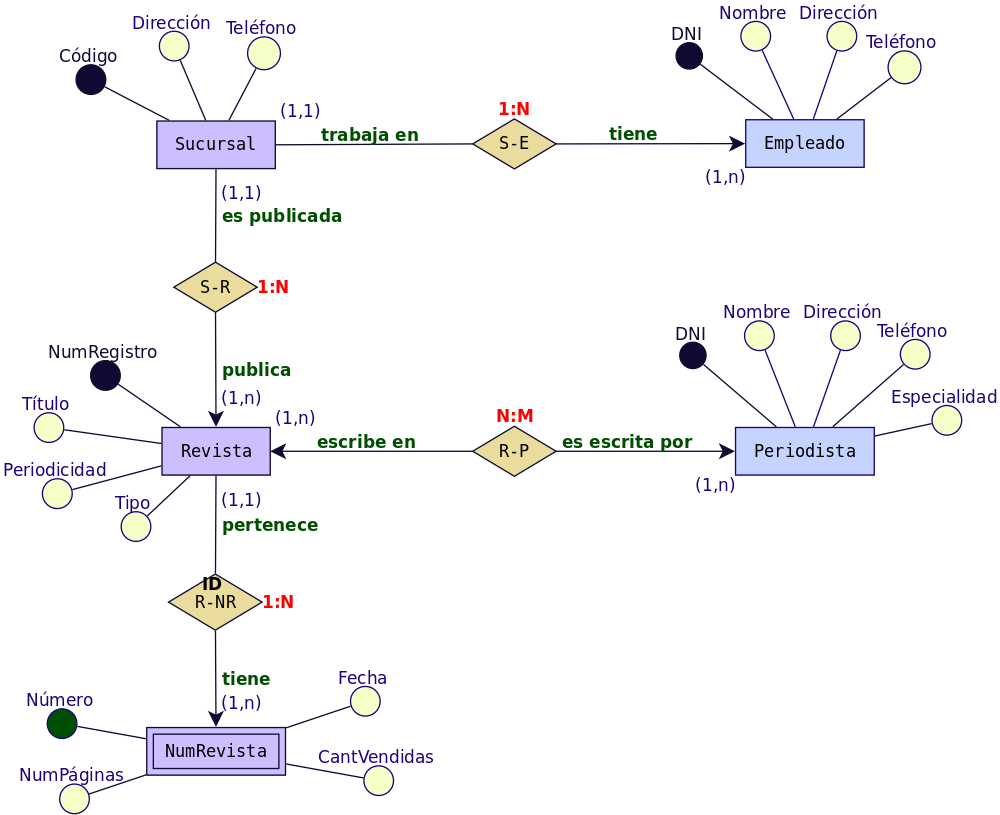 Dirección
Teléfono
Código
Nombre
Dirección
DNI
Teléfono
(1,1)
1:N
trabaja en
tiene
Sucursal
S-E
Empleado
(1,n)
(1,1)
es publicada
S-R
1:N
publica
(1,n)
NumRegistro
Título
Periodicidad
Tipo
Revista
(1,n)
N:M
escribe en
es escrita por
R-P
Nombre
Dirección
DNI
Teléfono
Especialidad
Periodista
(1,n)
(1,1)
pertenece
ID
R-NR
1:N
tiene
(1,n)
Fecha
Número
NumRevista
CantVendidas
NumPáginas